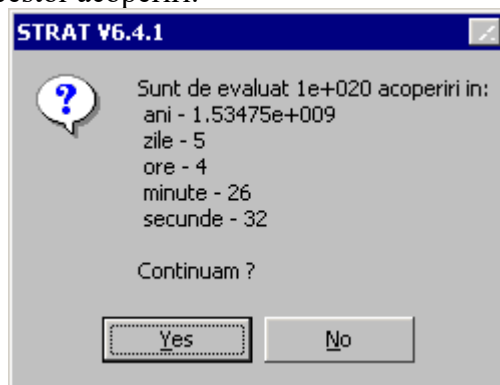 acoperiri.
STRAT V6.4.1
Sunt de evaluat 1e+020 acoperiri in:
ani - 1.53475e+009
zile - 5
ore - 4
minute - 26
secunde - 32
Continuam ?
Yes
No